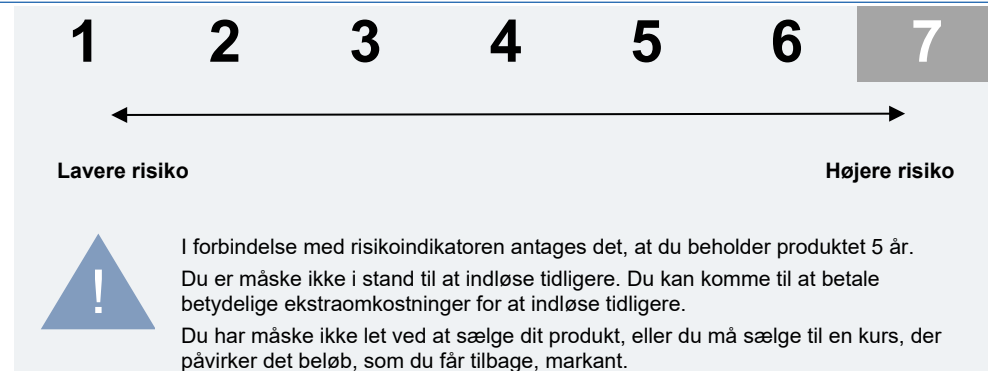 1 2 3 4 5 6 7
Lavere risiko Højere risiko
!
I forbindelse med risikoindikatoren antages det, at du beholder produktet 5 år.
Du er måske ikke i stand til at indløse tidligere. Du kan komme til at betale
betydelige ekstraomkostninger for at indløse tidligere.
Du har måske ikke let ved at sælge dit produkt, eller du må sælge til en kurs, der
påvirker det beløb, som du får tilbage, markant.